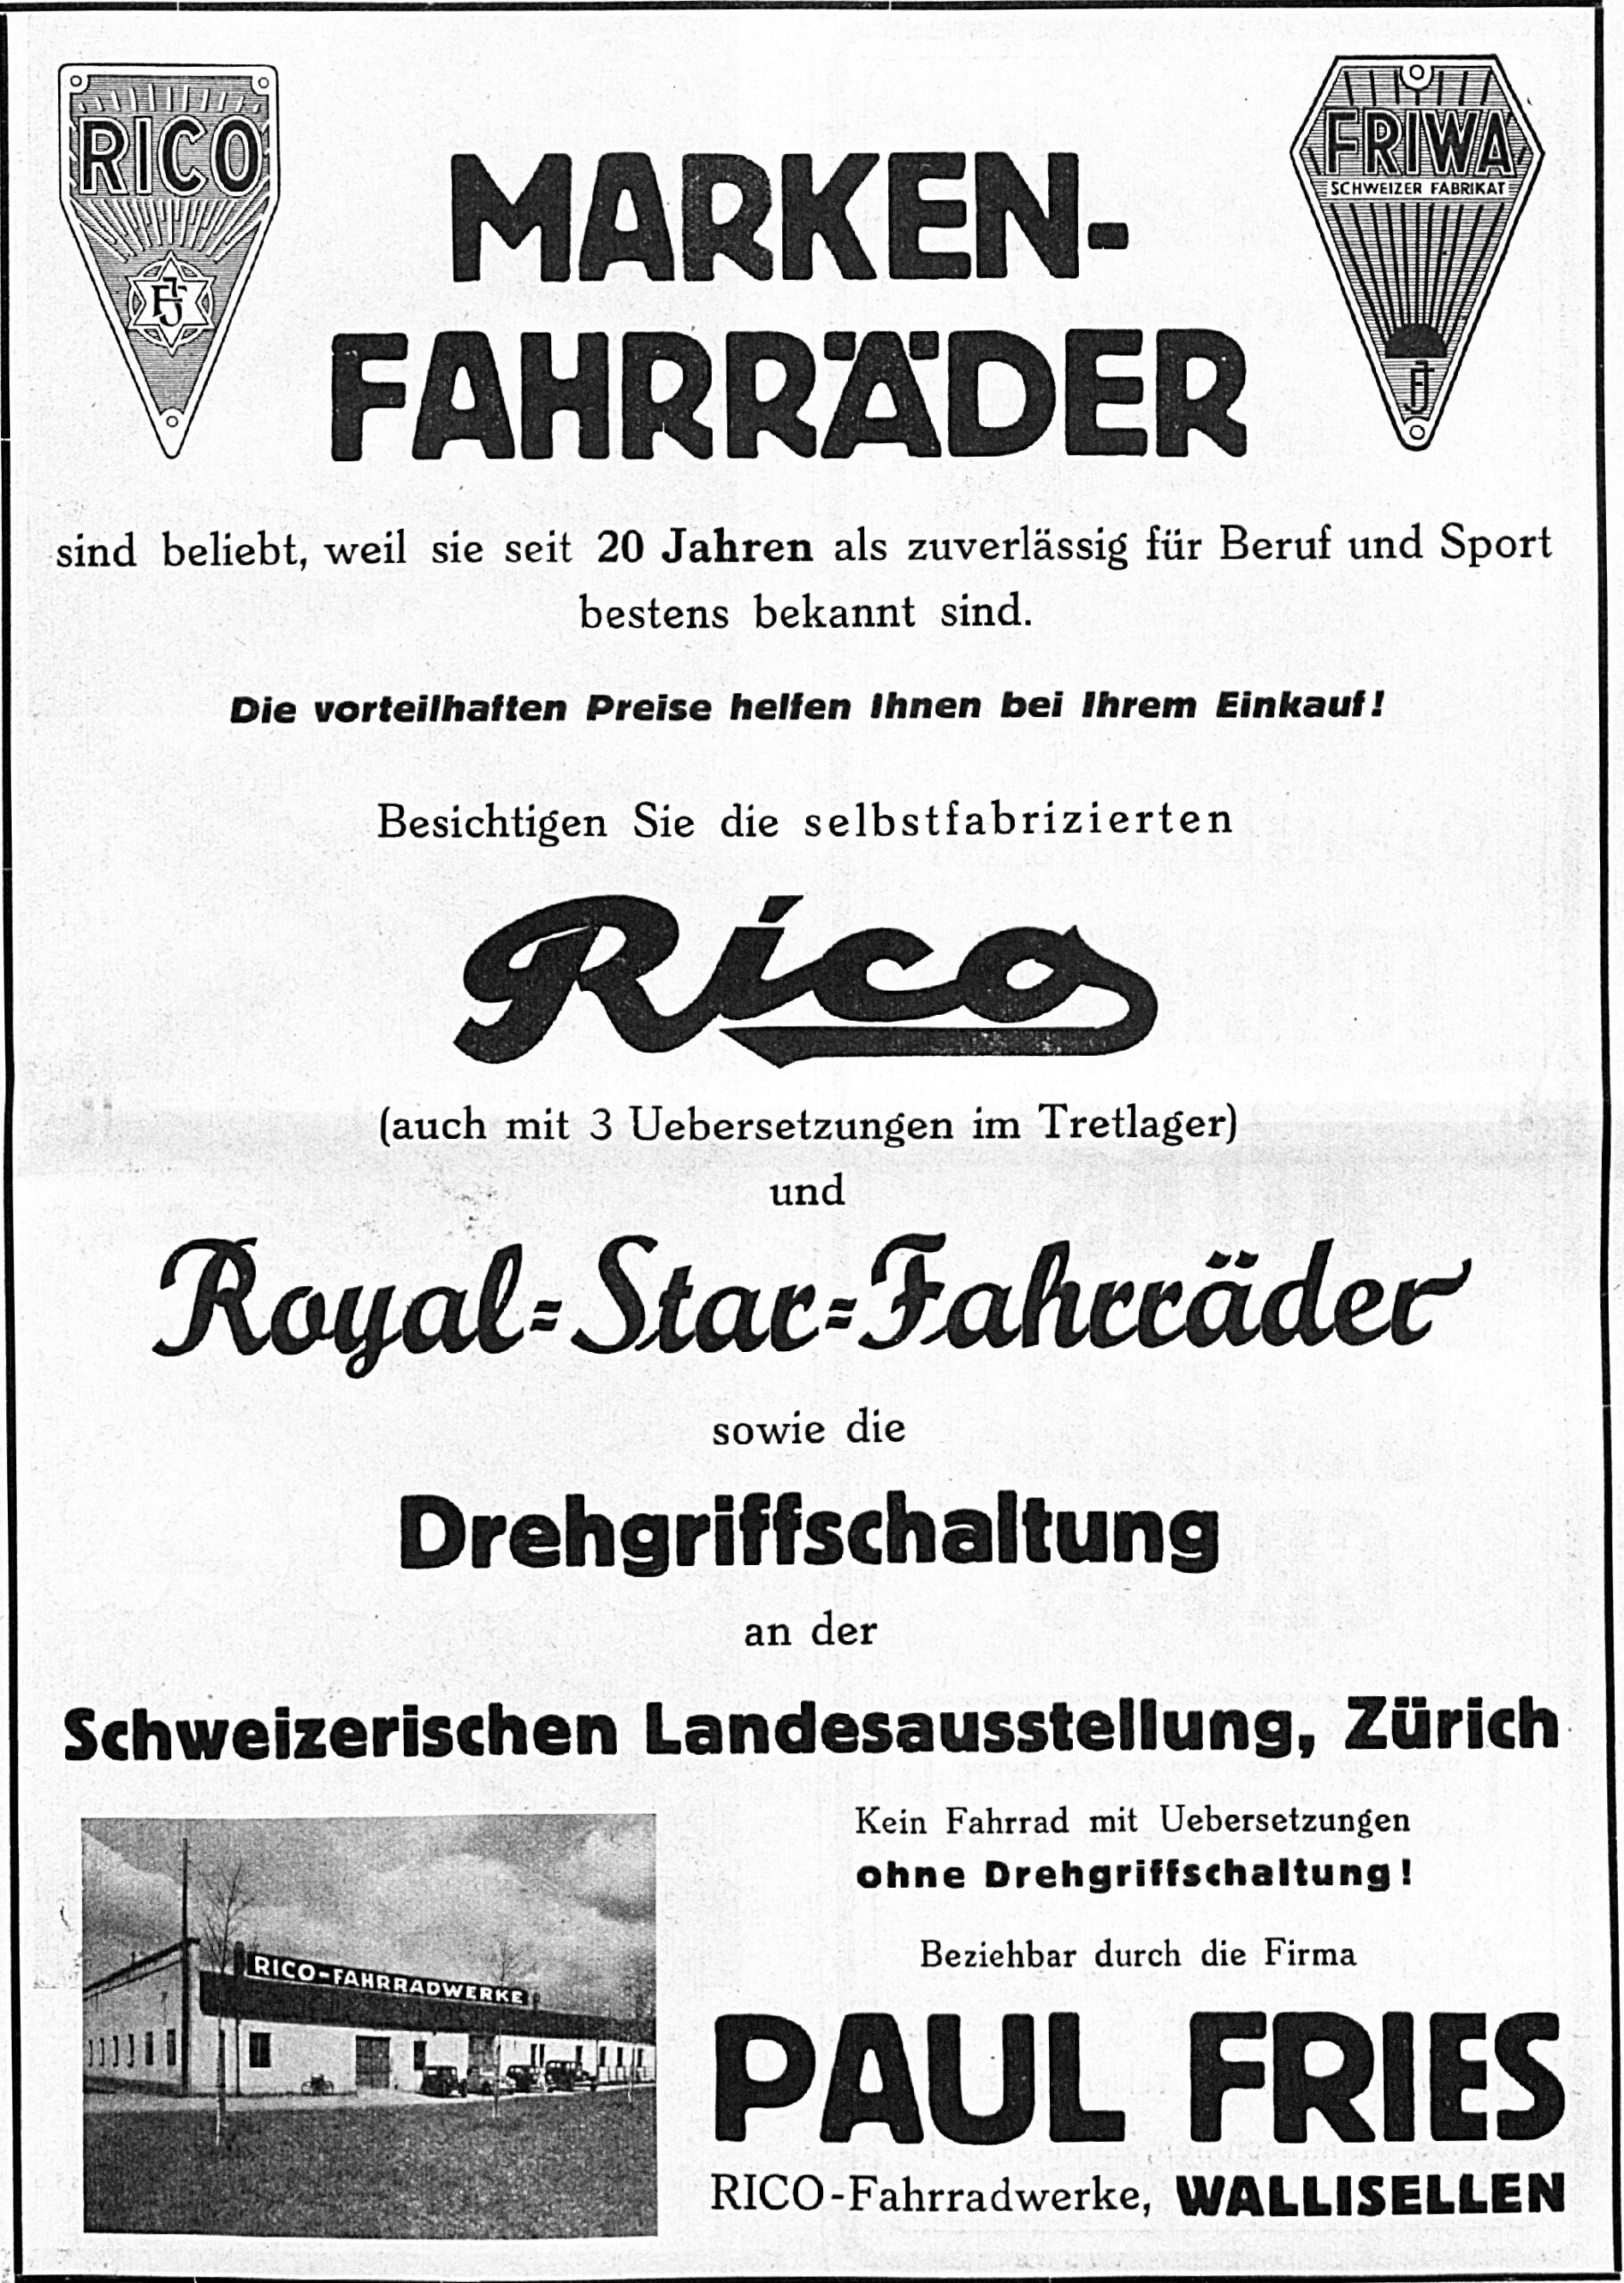 RICO
FRIWA
SCHWEIZER FABRIKAT
MARKEN-
FAHRRÄDER
sind beliebt, weil sie seit 20 Jahren als zuverlässig für Beruf und Sport
bestens bekannt sind.
Die vorteilhaften Preise helfen Ihnen bei Ihrem Einkauf!
Besichtigen Sie die selbstfabrizierten
Rico
(auch mit 3 Uebersetzungen im Tretlager)
und
Royal-Star-Fahrräder
sowie die
Drehgriffschaltung
an der
Schweizerischen Landesausstellung, Zürich
Kein Fahrrad mit Uebersetzungen
ohne Drehgriffschaltung!
Beziehbar durch die Firma
RICO-FAHRRADWERKE
PAUL FRIES
RICO-Fahrradwerke, WALLISELLEN